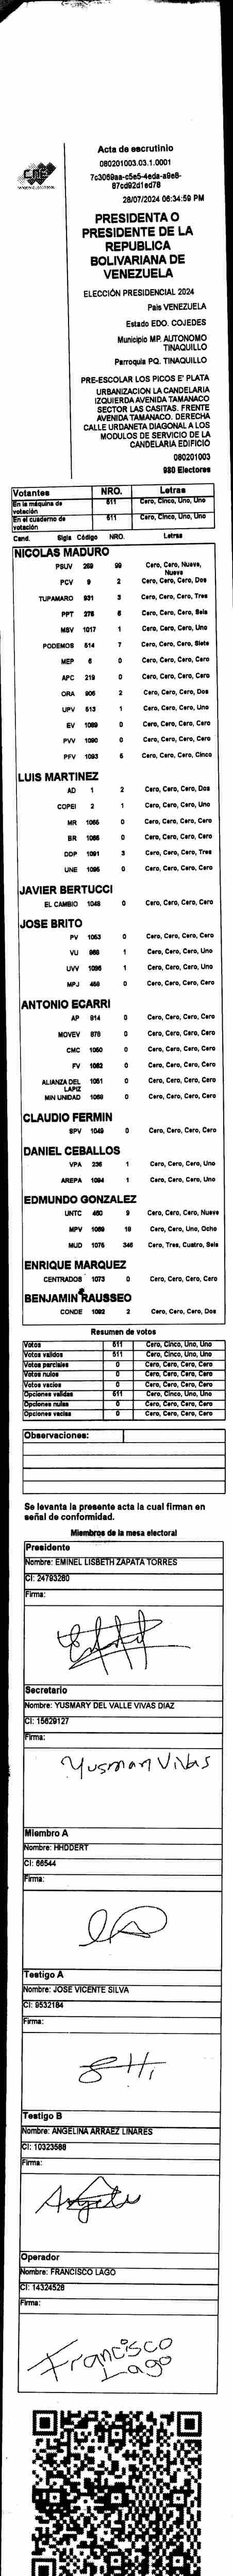 CNE
Acta de escrutinio
080201003.03.1.0001
7c3069aa-c5e5-4eda-a9e8-
87cd92d1ed78
28/07/2024 06:34:59 PM
PRESIDENTA O
PRESIDENTE DE LA
REPUBLICA
BOLIVARIANA DE
VENEZUELA
ELECCIÓN PRESIDENCIAL 2024
País VENEZUELA
Estado EDO. COJEDES
Municipio MP. AUTONOMO
TINAQUILLO
Parroquia PQ. TINAQUILLO
PRE-ESCOLAR LOS PICOS E' PLATA
URBANIZACION LA CANDELARIA
IZQUIERDA AVENIDA TAMANACO
SECTOR LAS CASITAS. FRENTE
AVENIDA TAMANACO. DERECHA
CALLE URDANETA DIAGONAL A LOS
MODULOS DE SERVICIO DE LA
CANDELARIA EDIFICIO
080201003
980 Electores
Votantes NRO. Letras
En la máquina de votación 511 Cero, Cinco, Uno, Uno
En el cuaderno de votación 511 Cero, Cinco, Uno, Uno
Cand. Sigla Código NRO. Letras
NICOLAS MADURO
PSUV 269 99 Cero, Cero, Nueve, Nueve
PCV 9 2 Cero, Cero, Cero, Dos
TUPAMARO 931 3 Cero, Cero, Cero, Tres
PPT 275 6 Cero, Cero, Cero, Seis
MSV 1017 1 Cero, Cero, Cero, Uno
PODEMOS 514 7 Cero, Cero, Cero, Siete
MEP 6 0 Cero, Cero, Cero, Cero
APC 219 0 Cero, Cero, Cero, Cero
ORA 906 2 Cero, Cero, Cero, Dos
UPV 513 1 Cero, Cero, Cero, Uno
EV 1089 0 Cero, Cero, Cero, Cero
PVV 1090 0 Cero, Cero, Cero, Cero
PFV 1093 5 Cero, Cero, Cero, Cinco
LUIS MARTINEZ
AD 1 2 Cero, Cero, Cero, Dos
COPEI 2 1 Cero, Cero, Cero, Uno
MR 1065 0 Cero, Cero, Cero, Cero
BR 1066 0 Cero, Cero, Cero, Cero
DDP 1091 3 Cero, Cero, Cero, Tres
UNE 1095 0 Cero, Cero, Cero, Cero
JAVIER BERTUCCI
EL CAMBIO 1048 0 Cero, Cero, Cero, Cero
JOSE BRITO
PV 1053 0 Cero, Cero, Cero, Cero
VU 968 1 Cero, Cero, Cero, Uno
UVV 1096 1 Cero, Cero, Cero, Uno
MPJ 459 0 Cero, Cero, Cero, Cero
ANTONIO ECARRI
AP 914 0 Cero, Cero, Cero, Cero
MOVEV 978 0 Cero, Cero, Cero, Cero
CMC 1050 0 Cero, Cero, Cero, Cero
FV 1052 0 Cero, Cero, Cero, Cero
ALIANZA DEL LAPIZ 1051 0 Cero, Cero, Cero, Cero
MIN UNIDAD 1069 0 Cero, Cero, Cero, Cero
CLAUDIO FERMIN
SPV 1049 0 Cero, Cero, Cero, Cero
DANIEL CEBALLOS
VPA 236 1 Cero, Cero, Cero, Uno
AREPA 1094 1 Cero, Cero, Cero, Uno
EDMUNDO GONZALEZ
UNTC 450 9 Cero, Cero, Cero, Nueve
MPV 1069 18 Cero, Cero, Uno, Ocho
MUD 1075 346 Cero, Tres, Cuatro, Seis
ENRIQUE MARQUEZ
CENTRADOS 1073 0 Cero, Cero, Cero, Cero
BENJAMIN RAUSSEO
CONDE 1092 2 Cero, Cero, Cero, Dos
Resumen de votos
Votos 511 Cero, Cinco, Uno, Uno
Votos validos 511 Cero, Cinco, Uno, Uno
Votos parciales 0 Cero, Cero, Cero, Cero
Votos nulos 0 Cero, Cero, Cero, Cero
Votos vacios 0 Cero, Cero, Cero, Cero
Opciones validas 511 Cero, Cinco, Uno, Uno
Opciones nulas 0 Cero, Cero, Cero, Cero
Opciones vacias 0 Cero, Cero, Cero, Cero
Observaciones:
Se levanta la presente acta la cual firman en
señal de conformidad.
Miembros de la mesa electoral
Presidente
Nombre: EMINEL LISBETH ZAPATA TORRES
CI: 24793280
Firma:
Secretario
Nombre: YUSMARY DEL VALLE VIVAS DIAZ
CI: 15629127
Firma:
Yusmari Vivas
Miembro A
Nombre: HHDDERT
CI: 66544
Firma:
Testigo A
Nombre: JOSE VICENTE SILVA
CI: 9532184
Firma:
Testigo B
Nombre: ANGELINA ARRAEZ LINARES
CI: 10323588
Firma:
Operador
Nombre: FRANCISCO LAGO
CI: 14324528
Firma:
Francisco
Lago